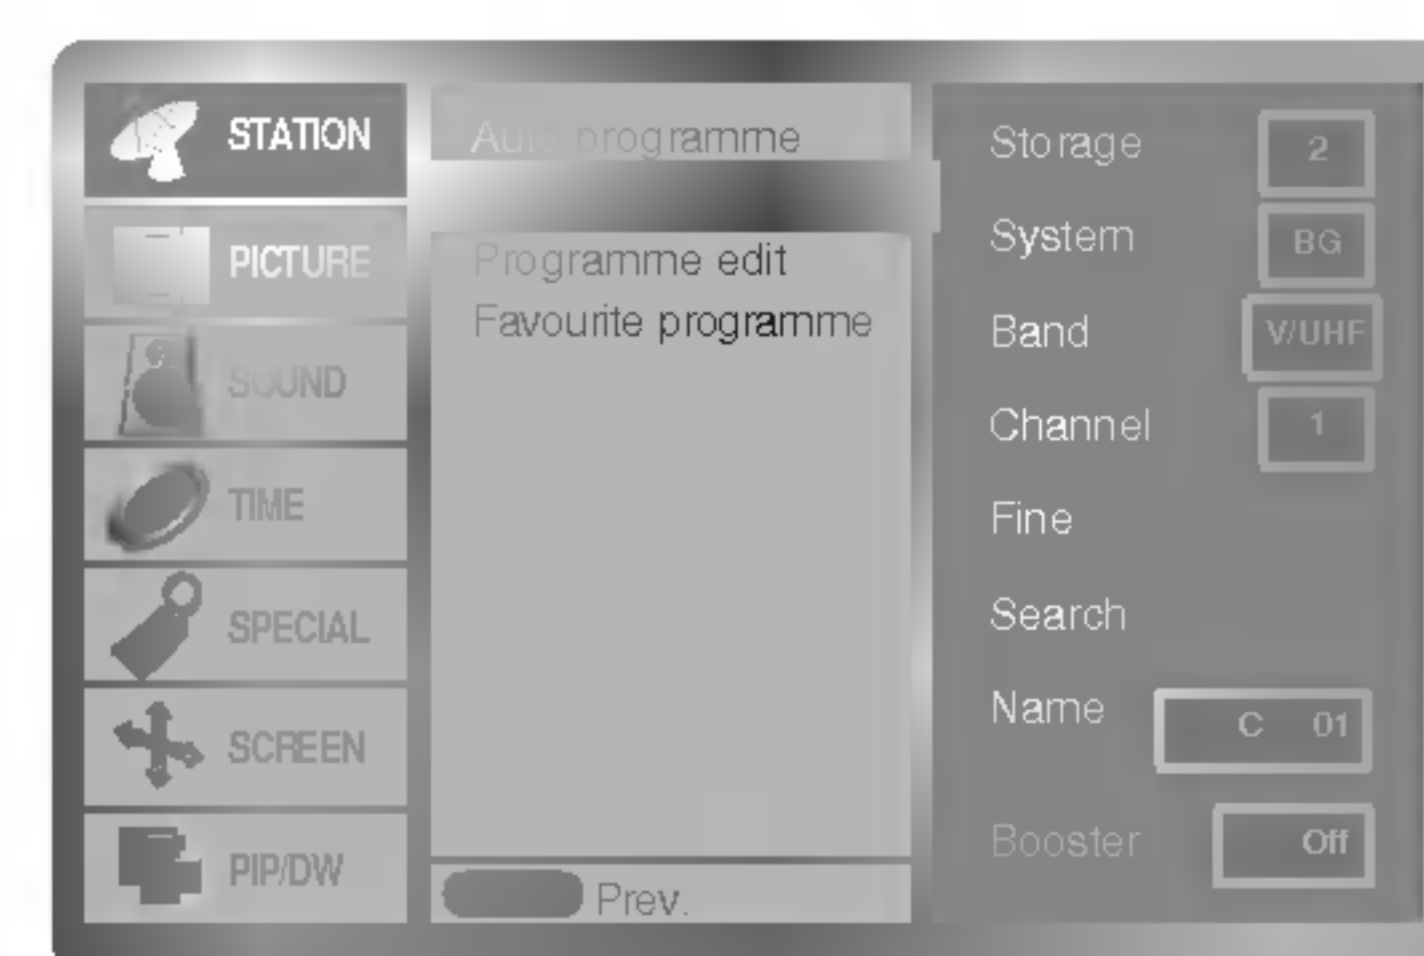 STATION
PICTURE
SOUND
TIME
SPECIAL
SCREEN
PIP/DW
Auto programme
Programme edit
Favourite programme
Prev.
Storage 2
System BG
Band V/UHF
Channel 1
Fine
Search
Name C 01
Booster Off